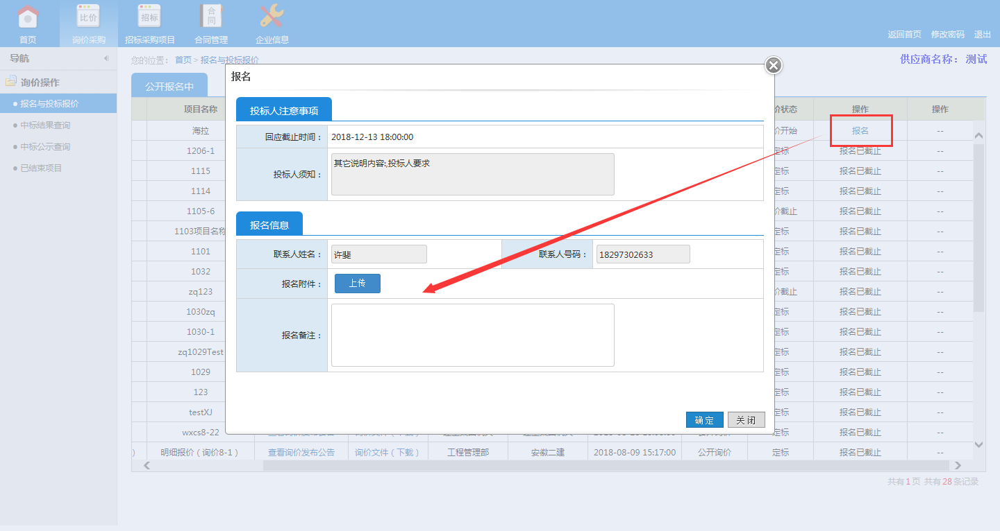 比价
招标
合同
首页
询价采购
招标采购项目
合同管理
企业信息
返回首页 修改密码 退出
导航
您的位置： 首页 > 报名与投标报价
供应商名称： 测试
询价操作
报名与投标报价
中标结果查询
中标公示查询
已结束项目
公开报名中
报名
投标人注意事项
回应截止时间： 2018-12-13 18:00:00
投标人须知： 其它说明内容;,投标人要求
报名信息
联系人姓名： 许斐 联系人号码： 18297302633
报名附件： 上传
报名备注：
确定 关闭
项目名称 价状态 操作 操作
海拉 价开始 报名 --
1206-1 定标 报名已截止 --
1115 定标 报名已截止 --
1114 定标 报名已截止 --
1105-6 价截止 报名已截止 --
1103项目名称 定标 报名已截止 --
1101 定标 报名已截止 --
1032 定标 报名已截止 --
zq123 价截止 报名已截止 --
1030zq 定标 报名已截止 --
1030-1 定标 报名已截止 --
zq1029Test 定标 报名已截止 --
1029 定标 报名已截止 --
123 定标 报名已截止 --
testXJ 定标 报名已截止 --
wxcs8-22 定标 报名已截止 --
) 明细报价（询价8-1） 查看询价发布公告 询价文件（下载） 工程管理部 安徽二建 2018-08-09 15:17:00 公开询价 定标 报名已截止 --
共有1页 共有28条记录